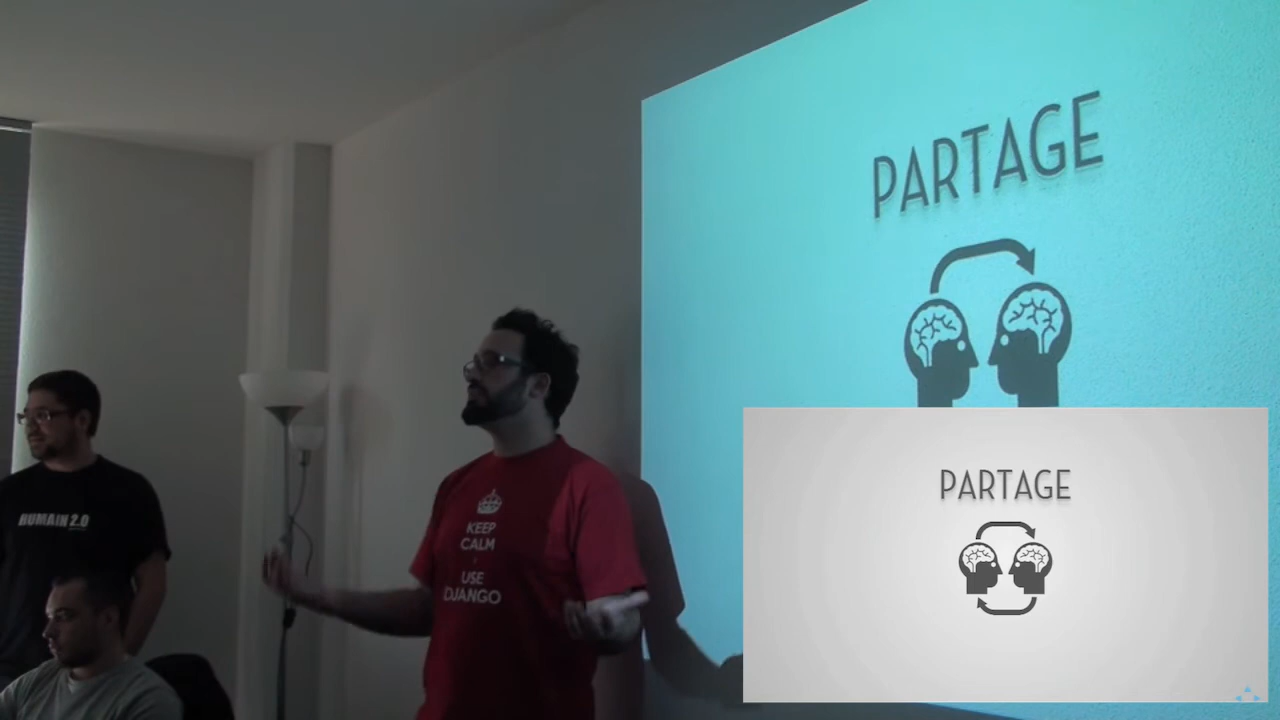 PARTAGE
HUMAIN 2.0
KEEP
CALM
USE
DJANGO
PARTAGE